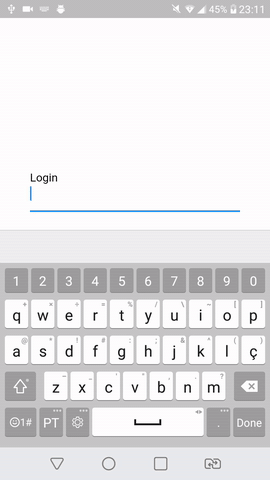 45% 23:11
Login
1 2 3 4 5 6 7 8 9 0
q w e r t y u i o p
a s d f g h j k l ç
z x c v b n m
1# PT . Done